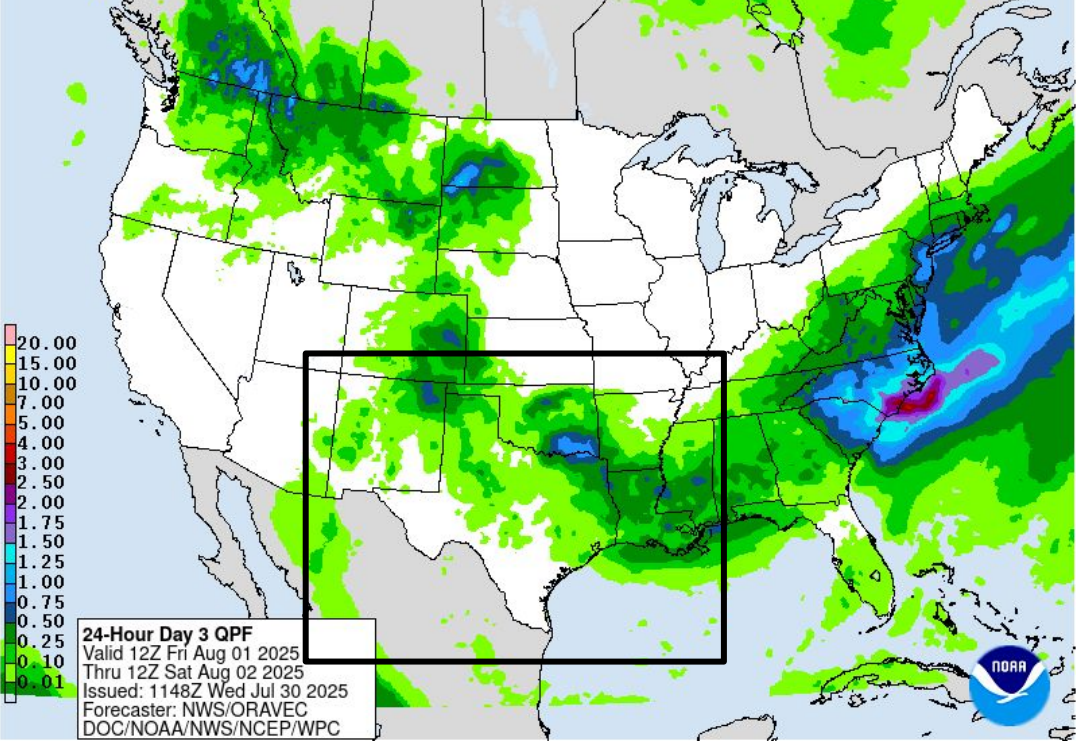 20.00
15.00
10.00
7.00
5.00
4.00
3.00
2.50
2.00
1.75
1.50
1.25
1.00
0.75
0.50
0.25
0.10
0.01
24-Hour Day 3 QPF
Valid 12Z Fri Aug 01 2025
Thru 12Z Sat Aug 02 2025
Issued: 1148Z Wed Jul 30 2025
Forecaster: NWS/ORAVEC
DOC/NOAA/NWS/NCEP/WPC
NOAA